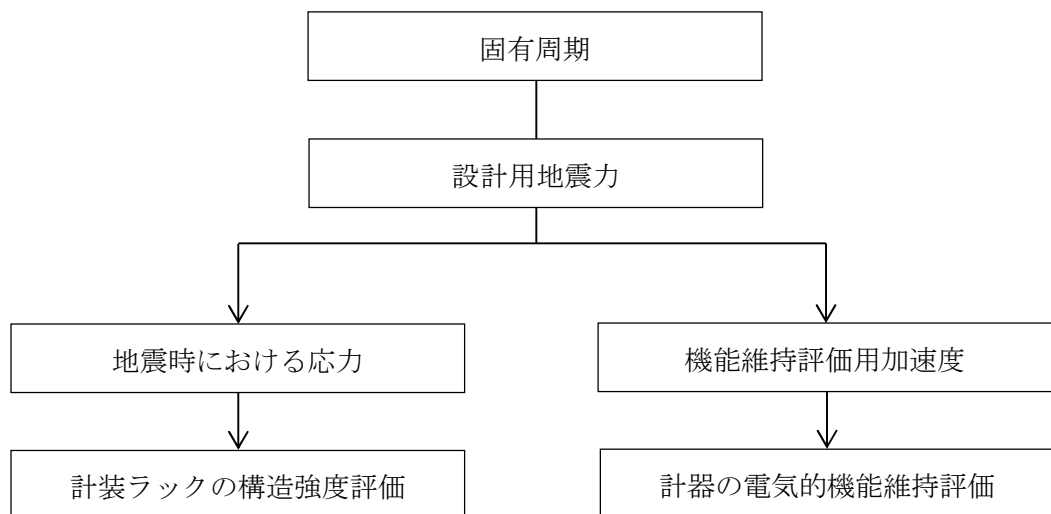 固有周期
設計用地震力
地震時における応力
機能維持評価用加速度
計装ラックの構造強度評価
計器の電気的機能維持評価